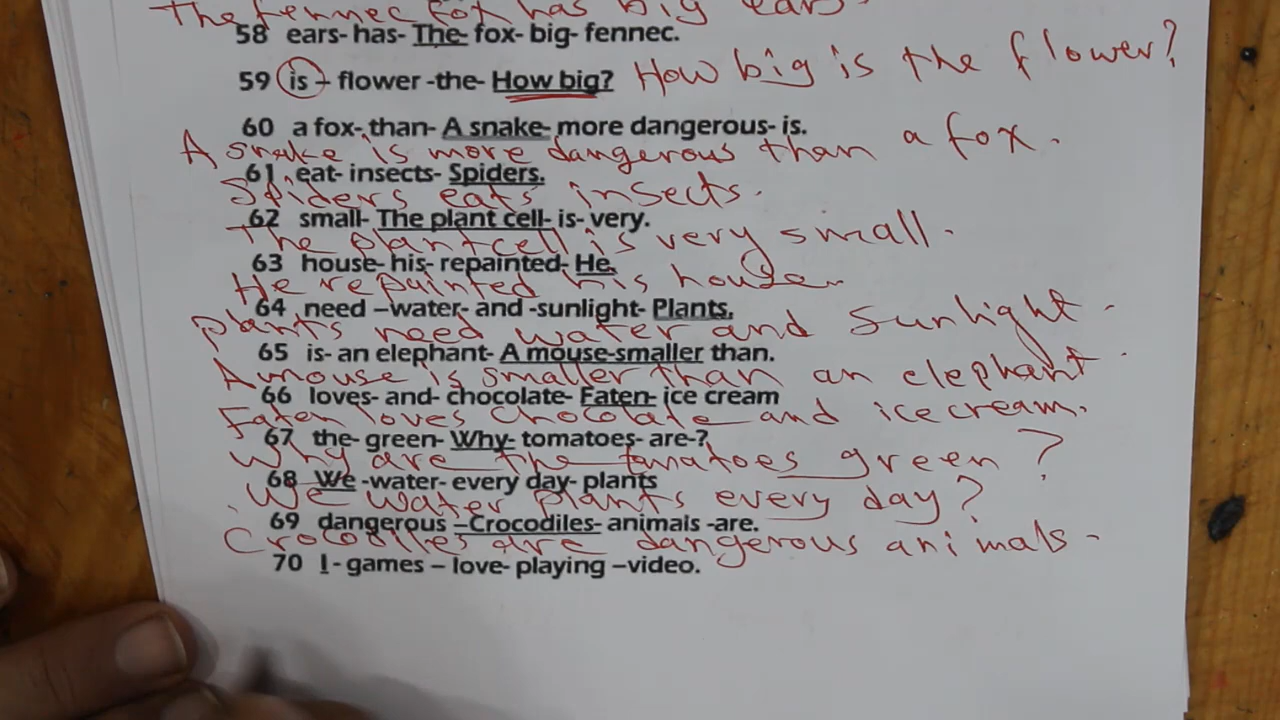 The fennec fox has big ears.
58 ears- has- The- fox- big- fennec.
59 is – flower -the- How big? How big is the flower?
60 a fox- than- A snake- more dangerous- is.
A snake is more dangerous than a fox.
61 eat- insects- Spiders.
Spiders eats insects.
62 small- The plant cell- is- very.
The plant cell is very small.
63 house- his- repainted- He.
He repainted his house.
64 need –water- and -sunlight- Plants.
plants need water and sunlight.
65 is- an elephant- A mouse-smaller than.
A mouse is smaller than an elephant.
66 loves- and- chocolate- Faten- ice cream
Faten loves chocolate and ice cream.
67 the- green- Why- tomatoes- are-?
Why are the tomatoes green?
68 We -water- every day- plants
We water plants every day?
69 dangerous –Crocodiles- animals -are.
Crocodiles are dangerous animals.
70 I- games – love- playing –video.